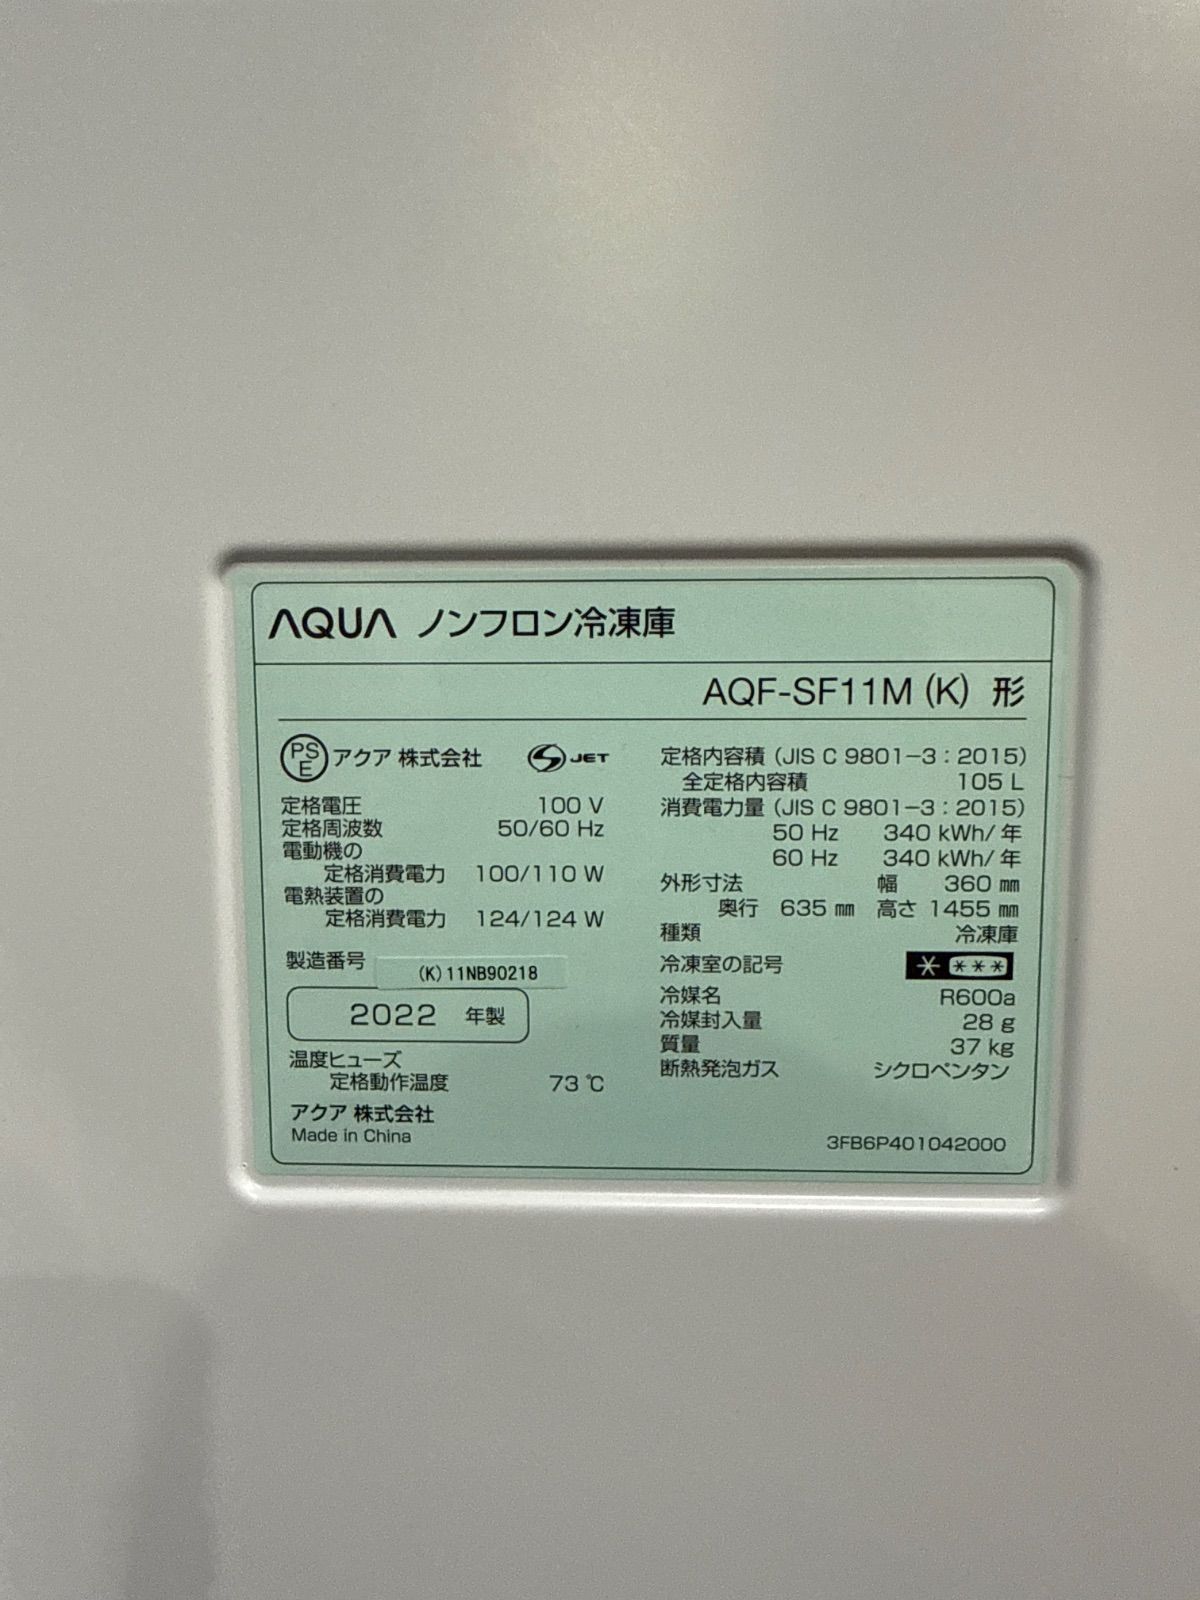 AQUA ノンフロン冷凍庫
AQF-SF11M (K) 形
PS E アクア 株式会社 JET
定格電圧 100 V
定格周波数 50/60 Hz
電動機の
定格消費電力 100/110 W
電熱装置の
定格消費電力 124/124 W
製造番号 (K)11NB90218
2022 年製
温度ヒューズ
定格動作温度 73 ℃
アクア 株式会社
Made in China
定格内容積 (JIS C 9801-3 : 2015)
全定格内容積 105 L
消費電力量 (JIS C 9801-3 : 2015)
50 Hz 340 kWh/年
60 Hz 340 kWh/年
外形寸法 幅 360 ㎜
奥行 635 ㎜ 高さ 1455 ㎜
種類 冷凍庫
冷凍室の記号 * ***
冷媒名 R600a
冷媒封入量 28 g
質量 37 kg
断熱発泡ガス シクロペンタン
3FB6P401042000